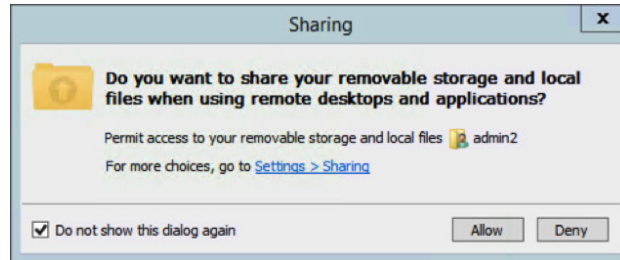 Sharing
x
Do you want to share your removable storage and local
files when using remote desktops and applications?
Permit access to your removable storage and local files admin2
For more choices, go to Settings > Sharing
Do not show this dialog again
Allow
Deny